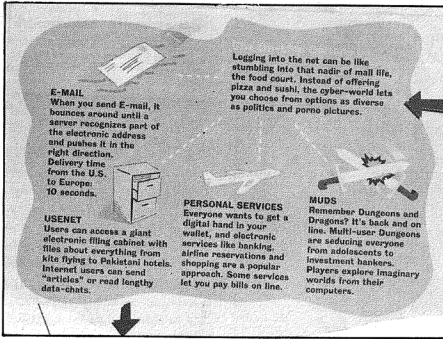 Logging into the net can be like
stumbling into that nadir of mall life,
the food court. Instead of offering
pizza and sushi, the cyber-world lets
you choose from options as diverse
as politics and porno pictures.
E-MAIL
When you send E-mail, it
bounces around until a
server recognizes part of
the electronic address
and pushes it in the
right direction.
Delivery time
from the U.S.
to Europe:
10 seconds.
USENET
Users can access a giant
electronic filing cabinet with
files about everything from
kite flying to Pakistani hotels.
Internet users can send
"articles" or read lengthy
data-chats.
PERSONAL SERVICES
Everyone wants to get a
digital hand in your
wallet, and electronic
services like banking,
airline reservations and
shopping are a popular
approach. Some services
let you pay bills on line.
MUDS
Remember Dungeons and
Dragons? It's back and on
line. Multi-user Dungeons
are seducing everyone
from adolescents to
investment bankers.
Players explore imaginary
worlds from their
computers.